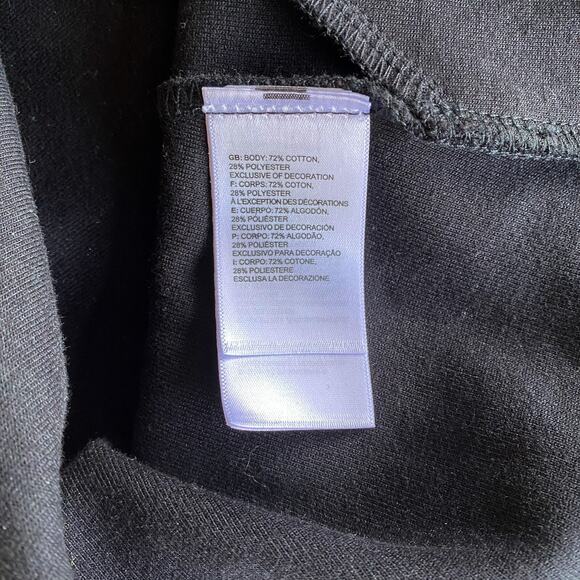 GB: BODY: 72% COTTON,
28% POLYESTER
EXCLUSIVE OF DECORATION
F: CORPS: 72% COTON,
28% POLYESTER
À L'EXCEPTION DES DÉCORATIONS
E: CUERPO: 72% ALGODÓN,
28% POLIÉSTER
EXCLUSIVO DE DECORACIÓN
P: CORPO: 72% ALGODÃO,
28% POLIÉSTER
EXCLUSIVO PARA DECORAÇÃO
I: CORPO: 72% COTONE,
28% POLIESTERE
ESCLUSA LA DECORAZIONE